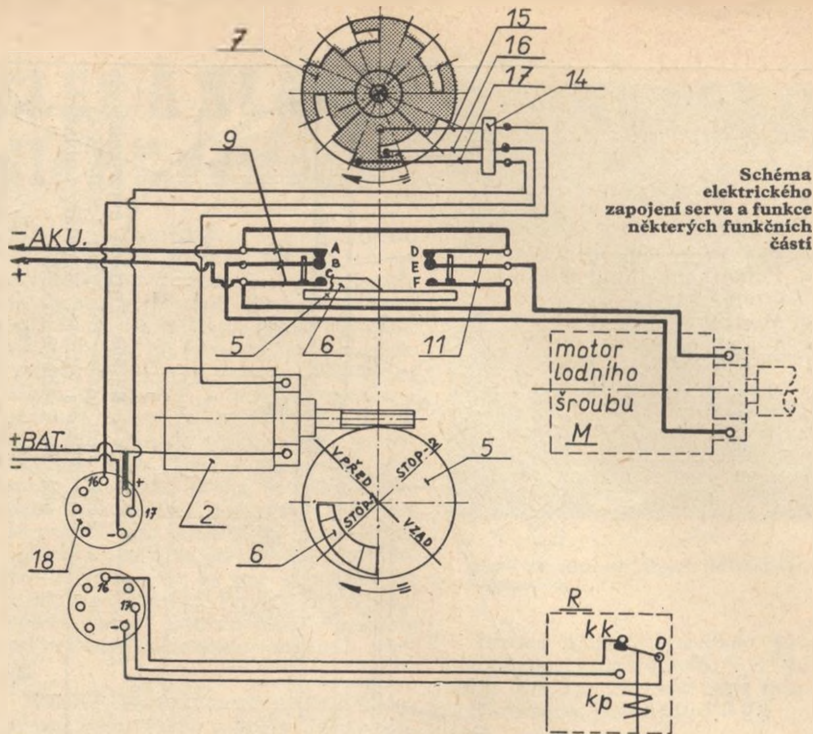 15
7
16
17
14
9
Schéma
elektrického
zapojení serva a funkce
některých funkčních
částí
- AKU.
+
A
B
C
D
E
F
5
6
11
motor
lodního
šroubu
M
+BAT.
-
VPŘED
STOP-2
STOP-1
VZAD
5
2
6
16
+
17
-
18
16
17
-
R
kk
O
kp